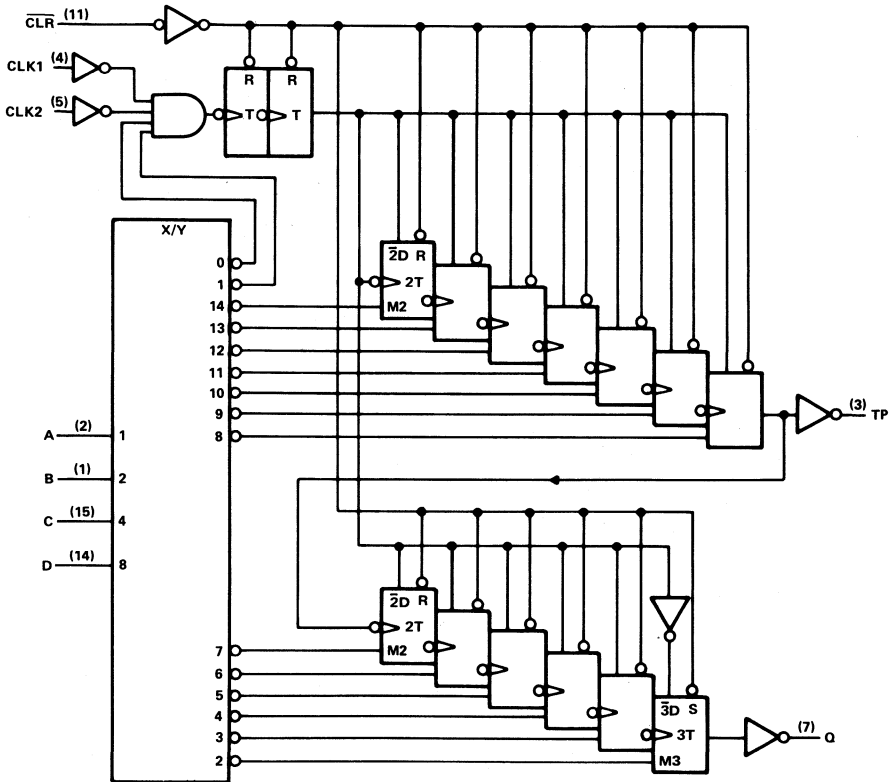 C̅L̅R̅ (11)
CLK1 (4)
CLK2 (5)
R R
T T
X/Y
0
1
14
13
12
11
10
9
8
2̅D R
2T
M2
(3) TP
A (2) 1
B (1) 2
C (15) 4
D (14) 8
2̅D R
2T
M2
7
6
5
4
3
2
3̅D S
3T
M3
(7) Q